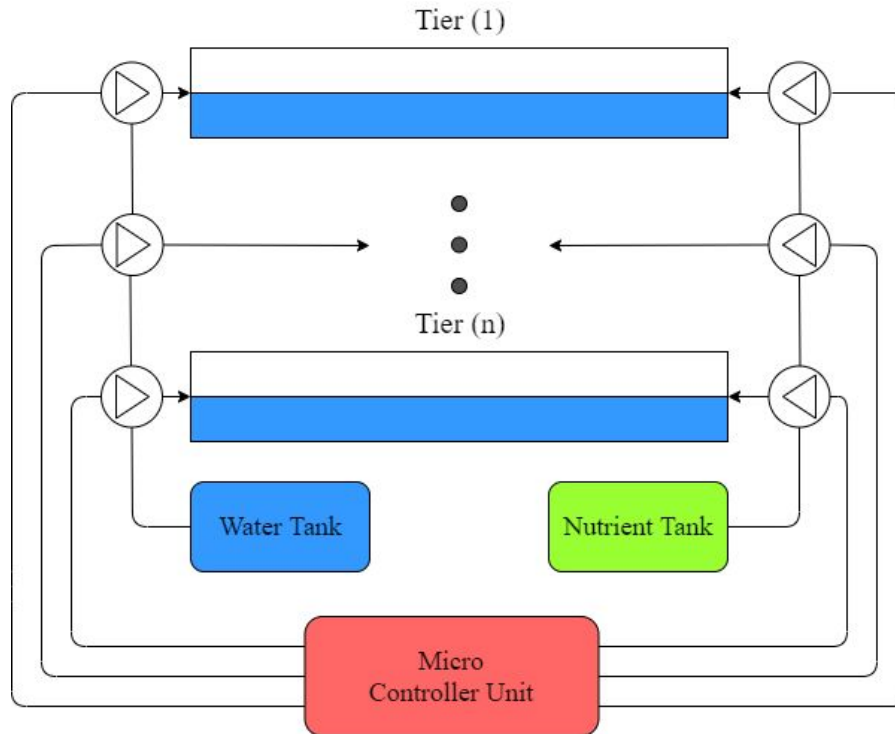 Tier (1)
Tier (n)
Water Tank
Nutrient Tank
Micro
Controller Unit